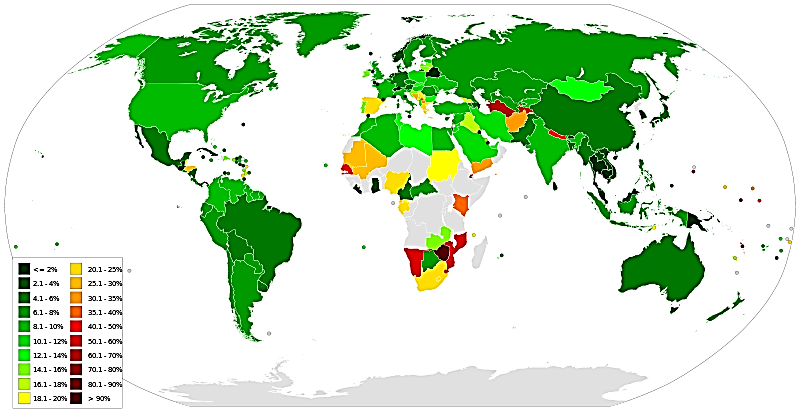 <= 2%
2.1 - 4%
4.1 - 6%
6.1 - 8%
8.1 - 10%
10.1 - 12%
12.1 - 14%
14.1 - 16%
16.1 - 18%
18.1 - 20%
20.1 - 25%
25.1 - 30%
30.1 - 35%
35.1 - 40%
40.1 - 50%
50.1 - 60%
60.1 - 70%
70.1 - 80%
80.1 - 90%
> 90%